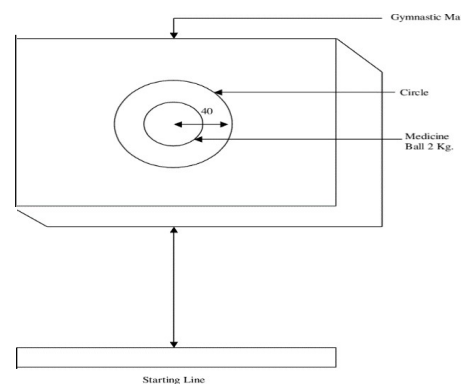 Gymnastic Ma
Circle
40
Medicine
Ball 2 Kg.
Starting Line